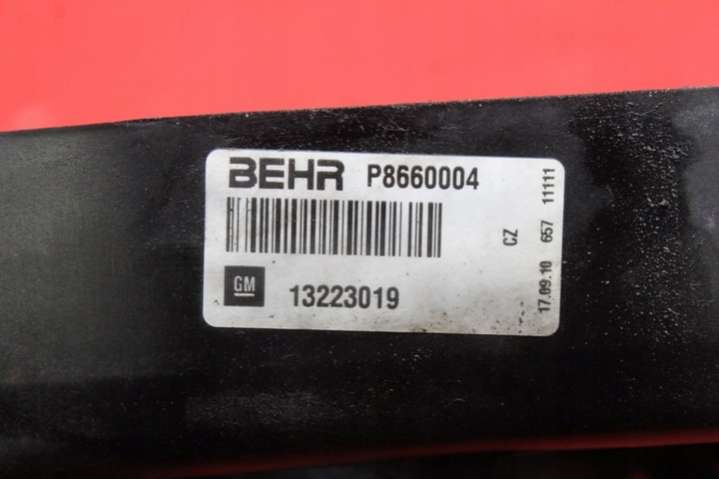 BEHR P8660004
GM 13223019
CZ
17.09.10 657 11111